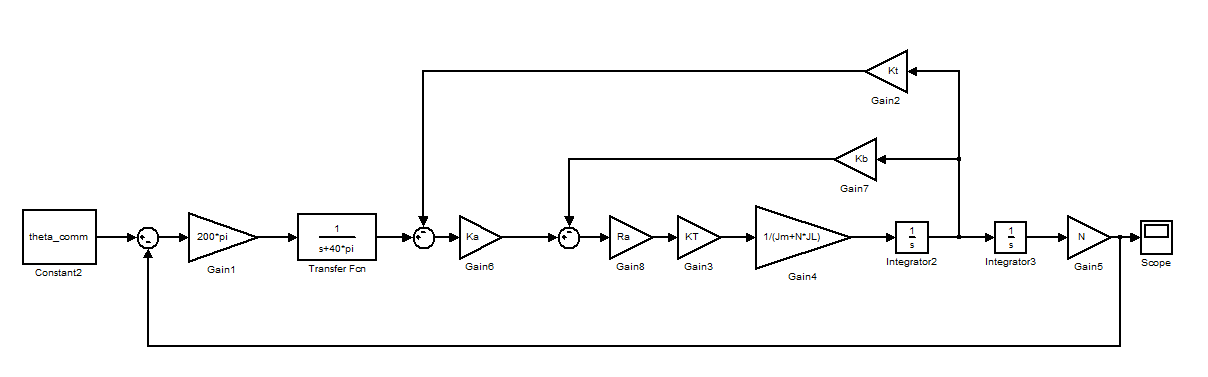 Kt
Gain2
Kb
Gain7
theta_comm
Constant2
200*pi
Gain1
1
s+40*pi
Transfer Fcn
Ka
Gain6
Ra
Gain8
KT
Gain3
1/(Jm+N*JL)
Gain4
1
s
Integrator2
1
s
Integrator3
N
Gain5
Scope